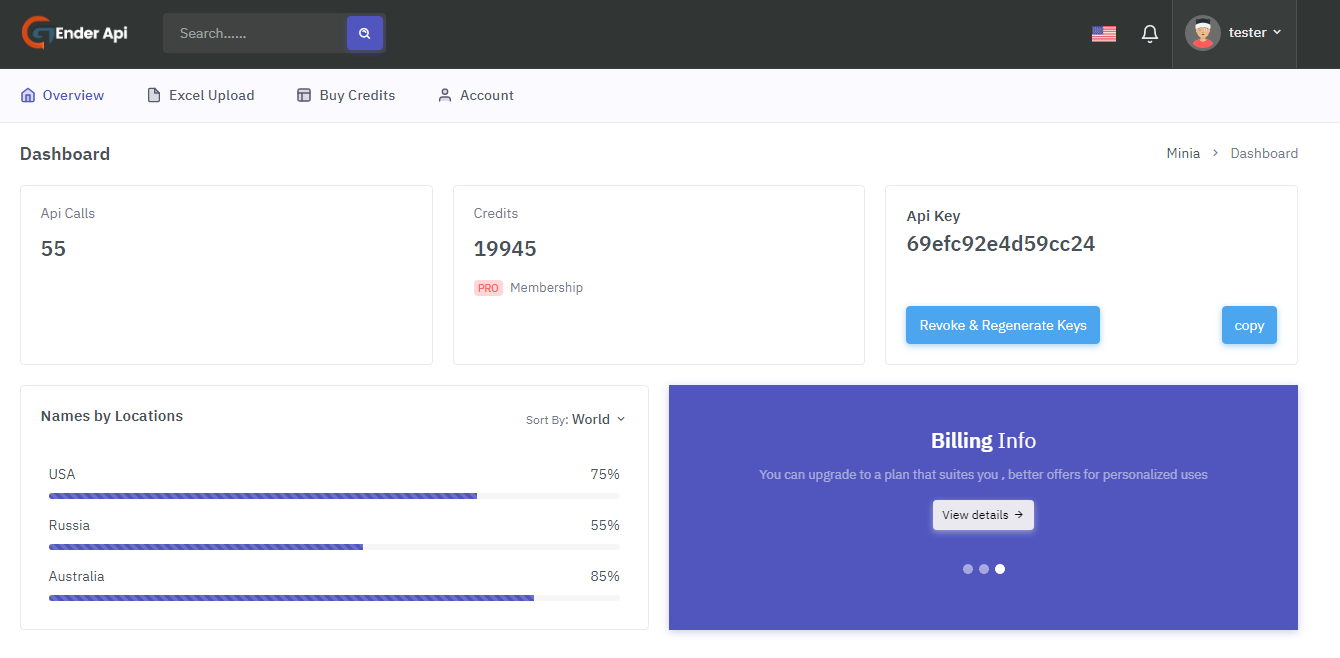 Ender Api
Search......
tester
Overview
Excel Upload
Buy Credits
Account
Dashboard
Minia > Dashboard
Api Calls
55
Credits
19945
PRO Membership
Api Key
69efc92e4d59cc24
Revoke & Regenerate Keys
copy
Names by Locations
Sort By: World
USA 75%
Russia 55%
Australia 85%
Billing Info
You can upgrade to a plan that suites you , better offers for personalized uses
View details →